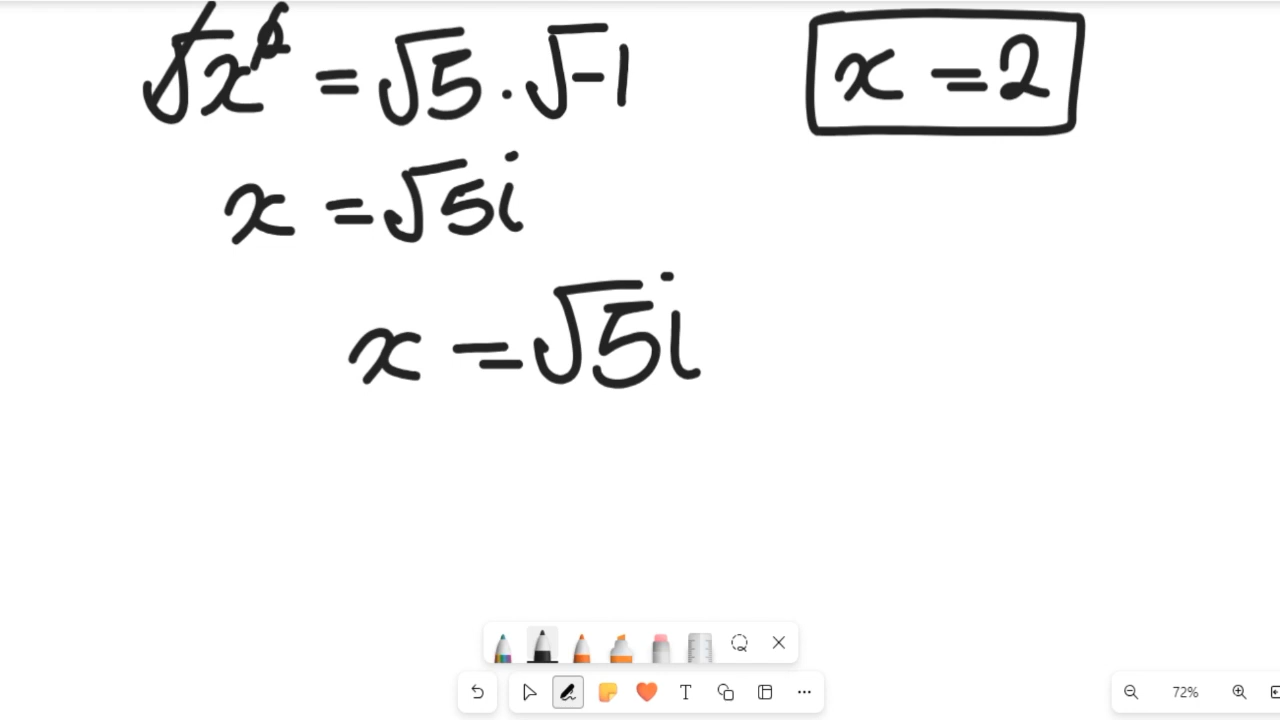 √x² = √5 · √-1
x = 2
x = √5i
x = √5i
T
72%